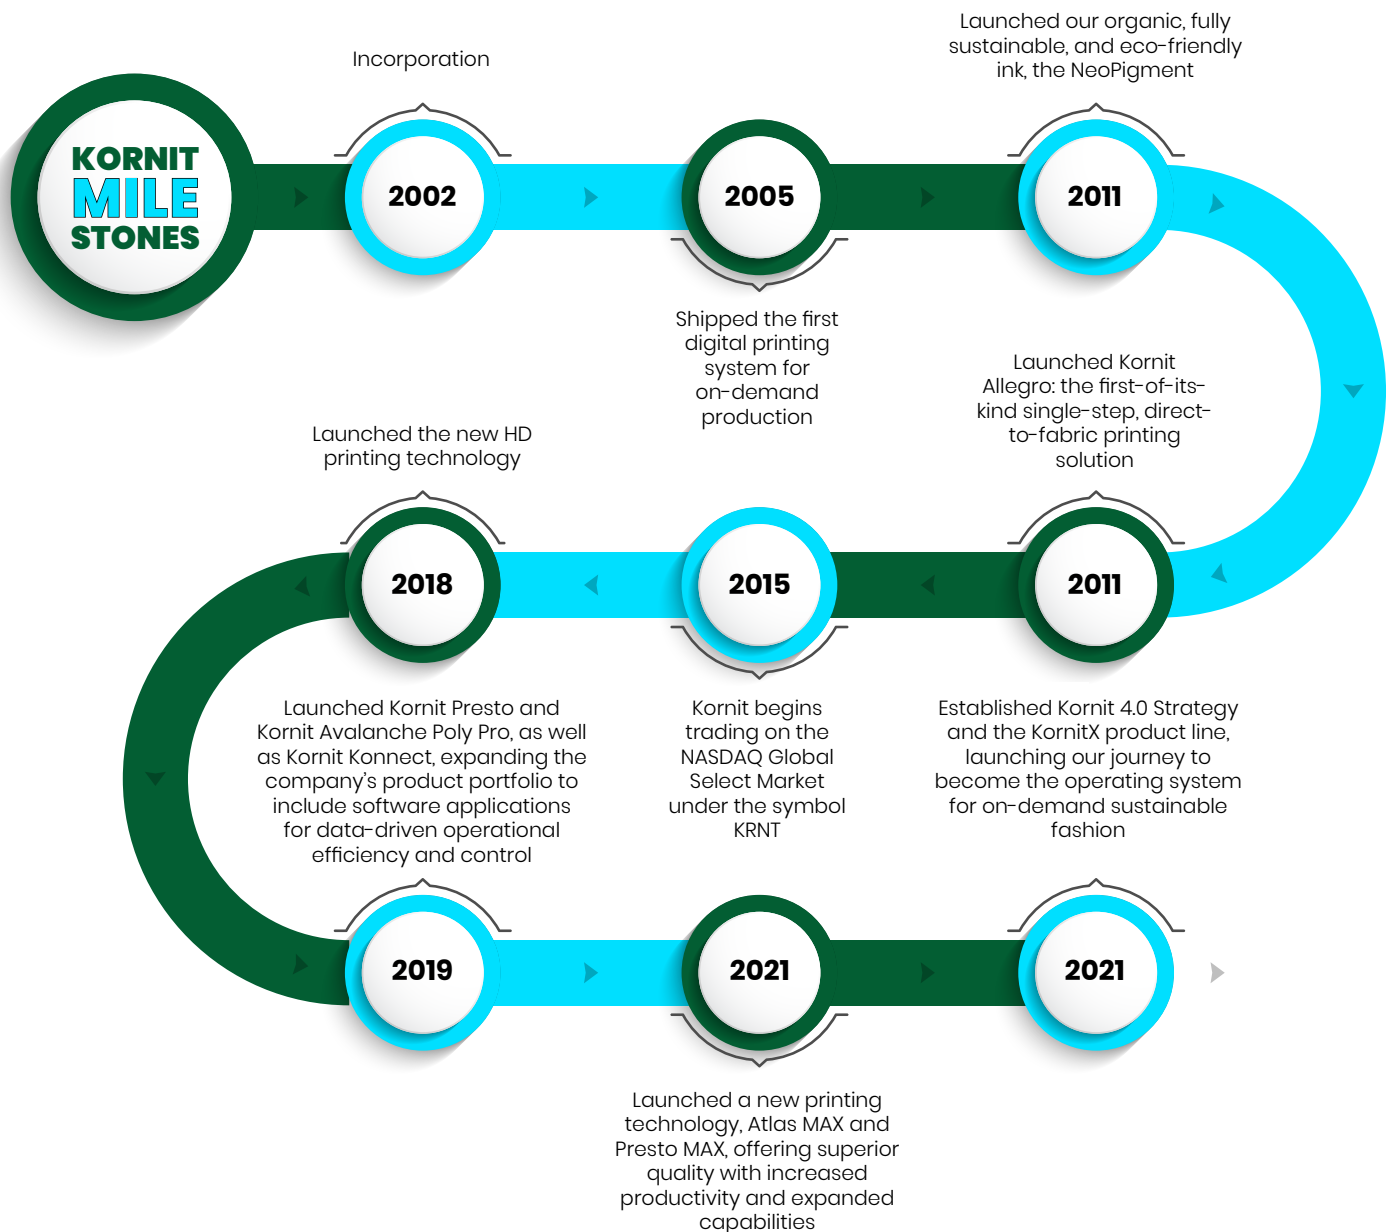 KORNIT
MILE
STONES
Incorporation
2002
2005
Shipped the first
digital printing
system for
on-demand
production
Launched our organic, fully
sustainable, and eco-friendly
ink, the NeoPigment
2011
Launched Kornit
Allegro: the first-of-its-
kind single-step, direct-
to-fabric printing
solution
2011
2015
Kornit begins
trading on the
NASDAQ Global
Select Market
under the symbol
KRNT
Launched the new HD
printing technology
2018
Launched Kornit Presto and
Kornit Avalanche Poly Pro, as well
as Kornit Konnect, expanding the
company's product portfolio to
include software applications
for data-driven operational
efficiency and control
2019
2021
Launched a new printing
technology, Atlas MAX and
Presto MAX, offering superior
quality with increased
productivity and expanded
capabilities
Established Kornit 4.0 Strategy
and the KornitX product line,
launching our journey to
become the operating system
for on-demand sustainable
fashion
2021